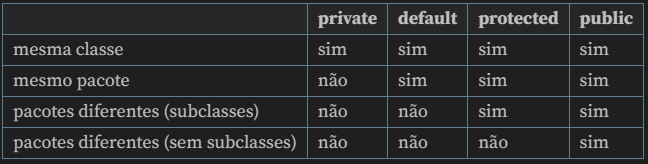 private default protected public
mesma classe sim sim sim sim
mesmo pacote não sim sim sim
pacotes diferentes (subclasses) não não sim sim
pacotes diferentes (sem subclasses) não não não sim